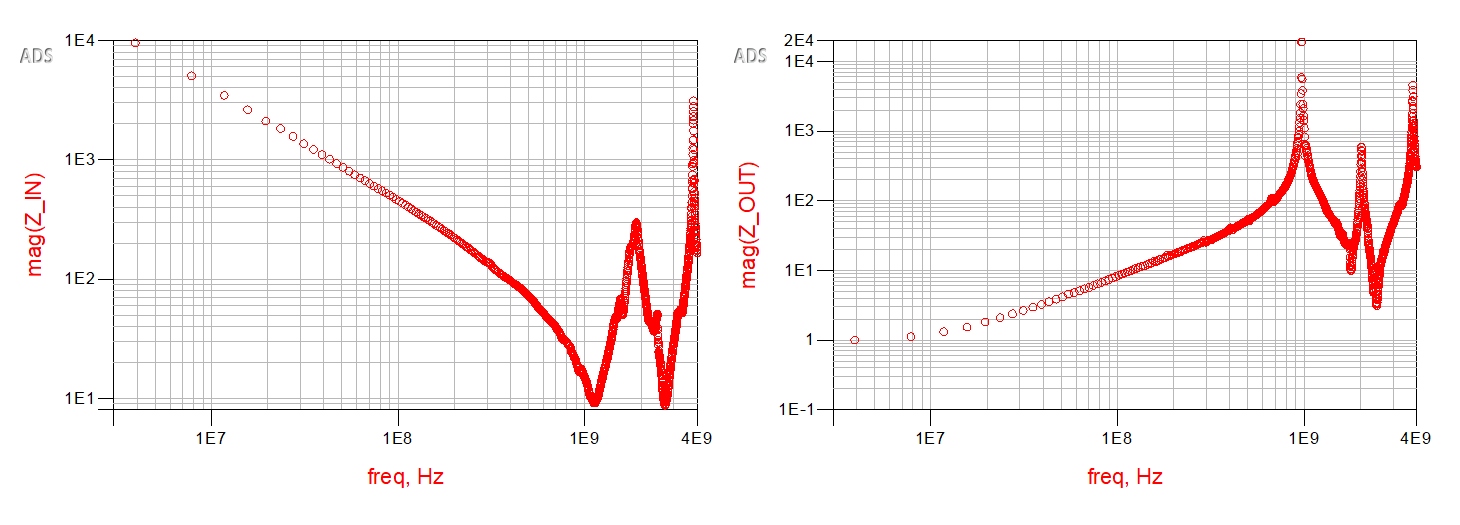 ADS
1E4
1E3
1E2
1E1
mag(Z_IN)
1E7
1E8
1E9
4E9
freq, Hz
ADS
2E4
1E4
1E3
1E2
1E1
1
1E-1
mag(Z_OUT)
1E7
1E8
1E9
4E9
freq, Hz